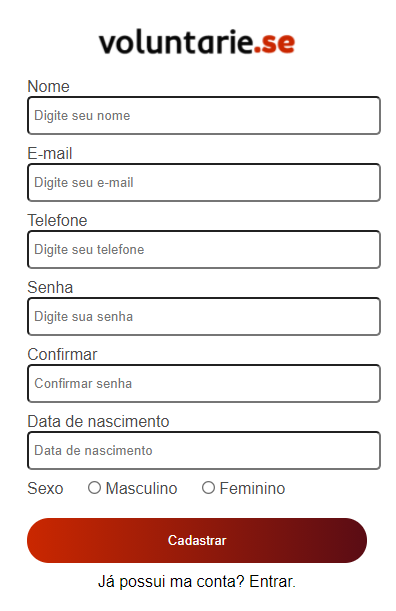 voluntarie.se
Nome
Digite seu nome
E-mail
Digite seu e-mail
Telefone
Digite seu telefone
Senha
Digite sua senha
Confirmar
Confirmar senha
Data de nascimento
Data de nascimento
Sexo Masculino Feminino
Cadastrar
Já possui ma conta? Entrar.